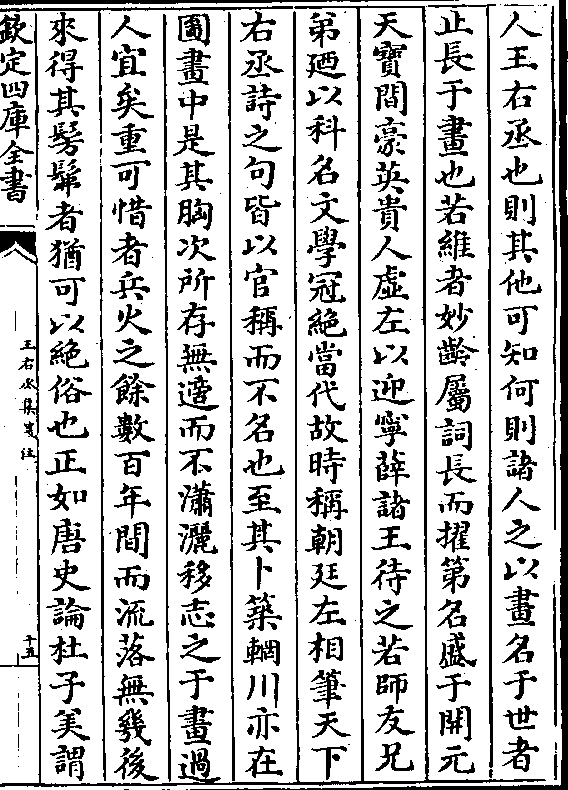 人王右丞也則其他可知何則諸人之以畫名于世者
止長于畫也若維者妙齡屬詞長而擢第名盛于開元
天寶間豪英貴人虛左以迎寧薛諸王待之若師友兄
弟廼以科名文學冠絶當代故時稱朝廷左相筆天下
右丞詩之句皆以官稱而不名也至其卜築輞川亦在
圖畫中是其胸次所存無適而不瀟灑移志之于畫過
人宜矣重可惜者兵火之餘數百年間而流落無幾後
來得其髣髴者猶可以絶俗也正如唐史論杜子美謂
欽定四庫全書
王右丞集箋注
十五